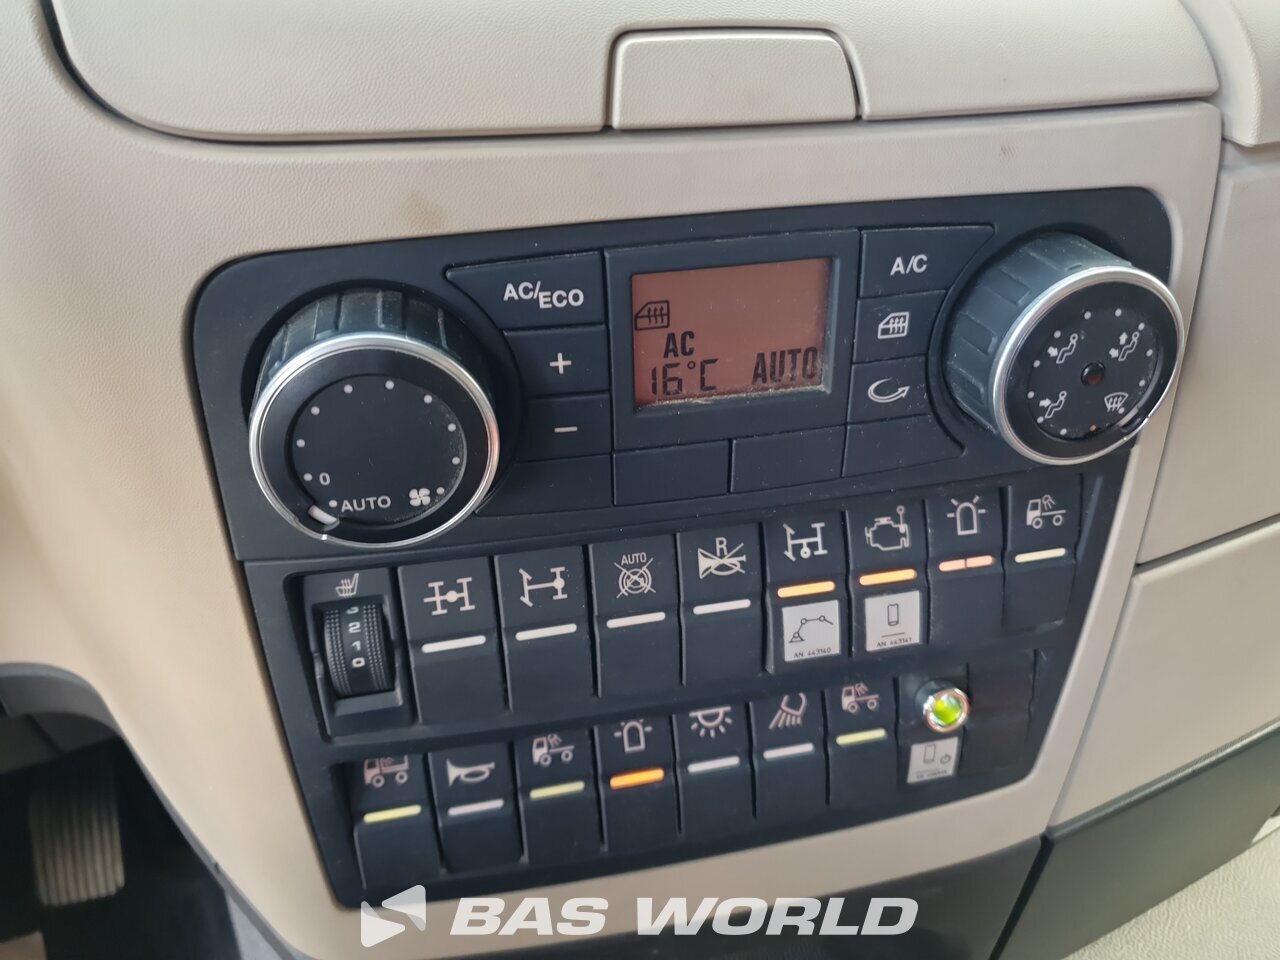 AC/ECO
+
-
AC
16°C AUTO
A/C
0
AUTO
3
2
1
0
AUTO
R
AN 443140
AN 443141
BAS WORLD